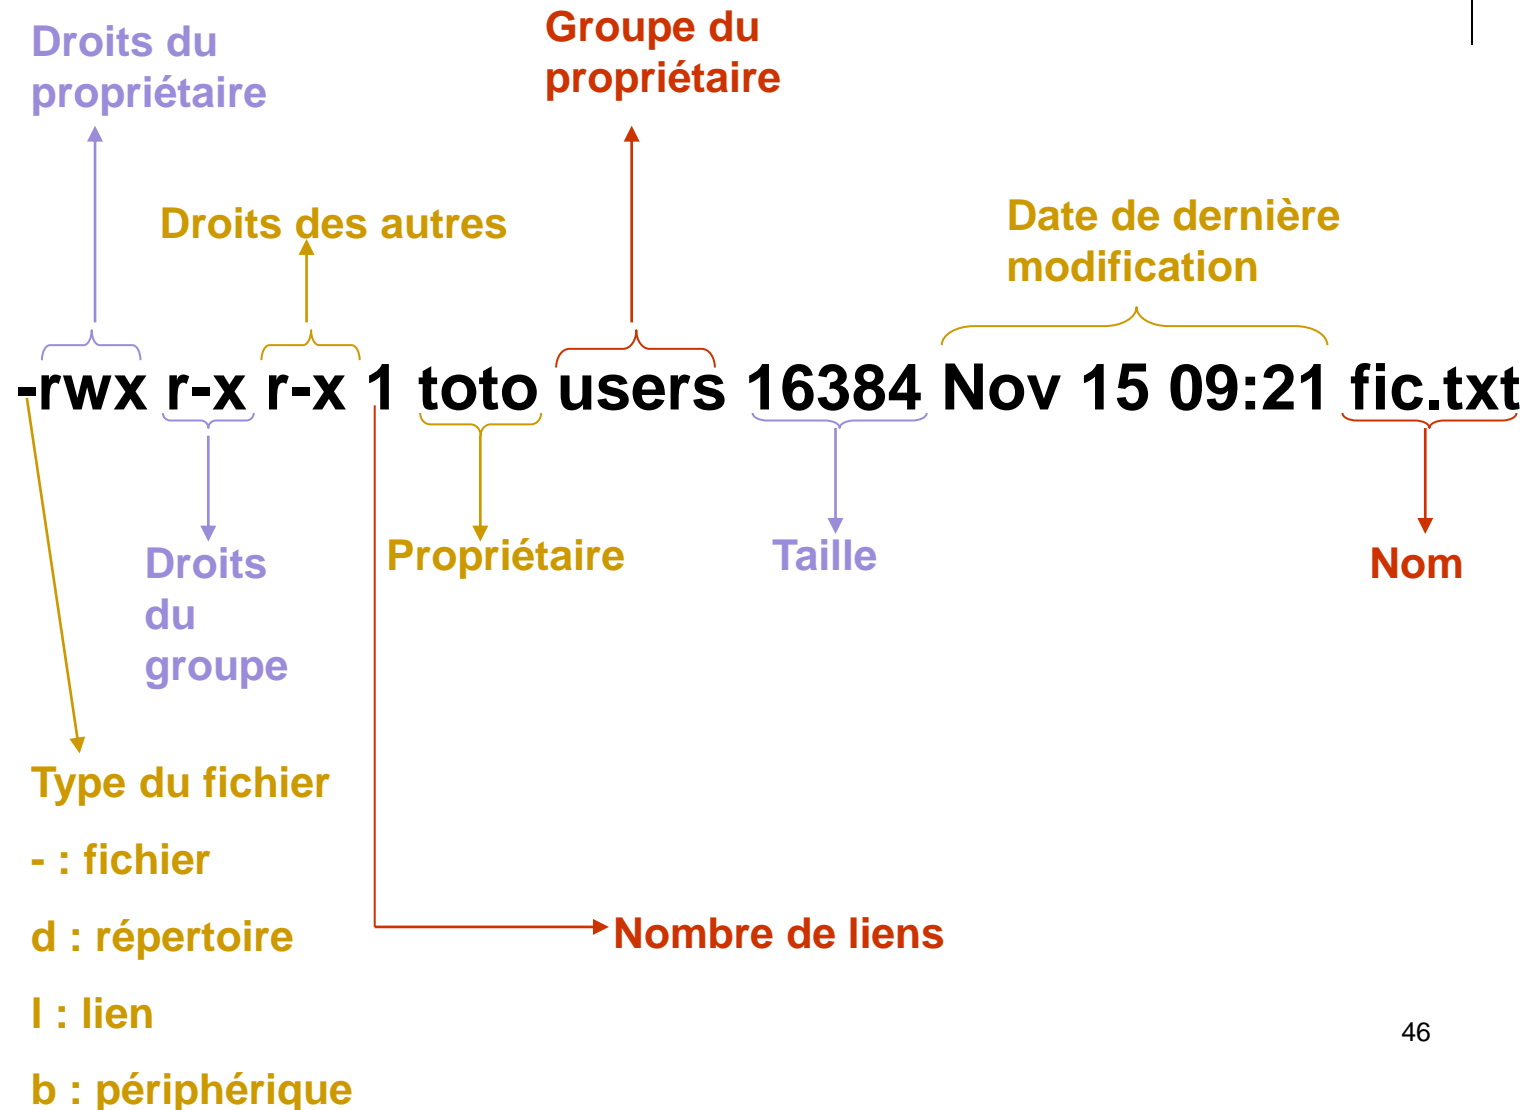 Droits du
propriétaire
Groupe du
propriétaire
Droits des autres
Date de dernière
modification
-rwx r-x r-x 1 toto users 16384 Nov 15 09:21 fic.txt
Droits
du
groupe
Propriétaire
Taille
Nom
Type du fichier
- : fichier
d : répertoire
Nombre de liens
l : lien
46
b : périphérique